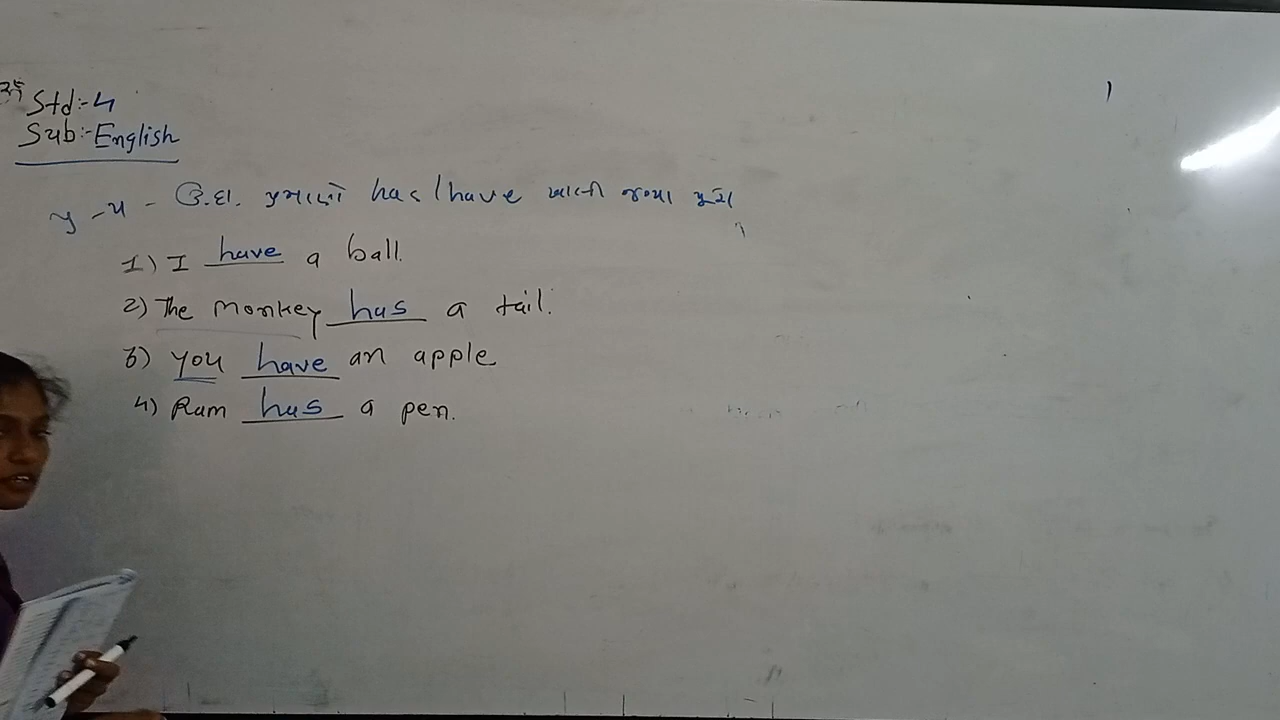 Std:-4
Sub:-English
પ્ર-૫ - ઉ.દા. પ્રમાણે has/have ખાલી જગ્યા પુરો
1) I have a ball.
2) The monkey has a tail.
3) you have an apple
4) Ram has a pen.